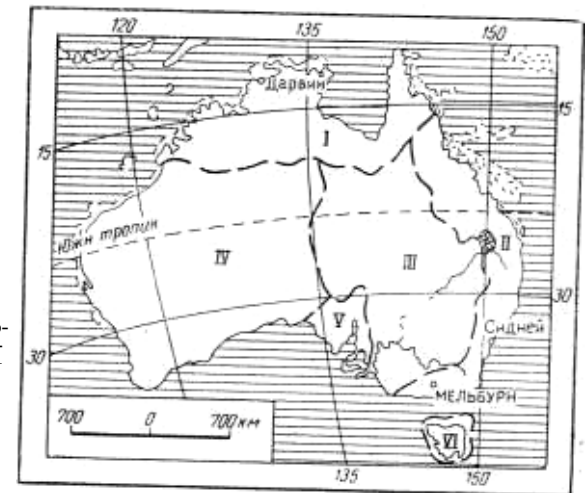 120 135 150
2
Дарвин
15 15
I
Южн тропик
II
IV III
30
V
Сидней
30
МЕЛЬБУРН
700 0 700 км
VI
135 150